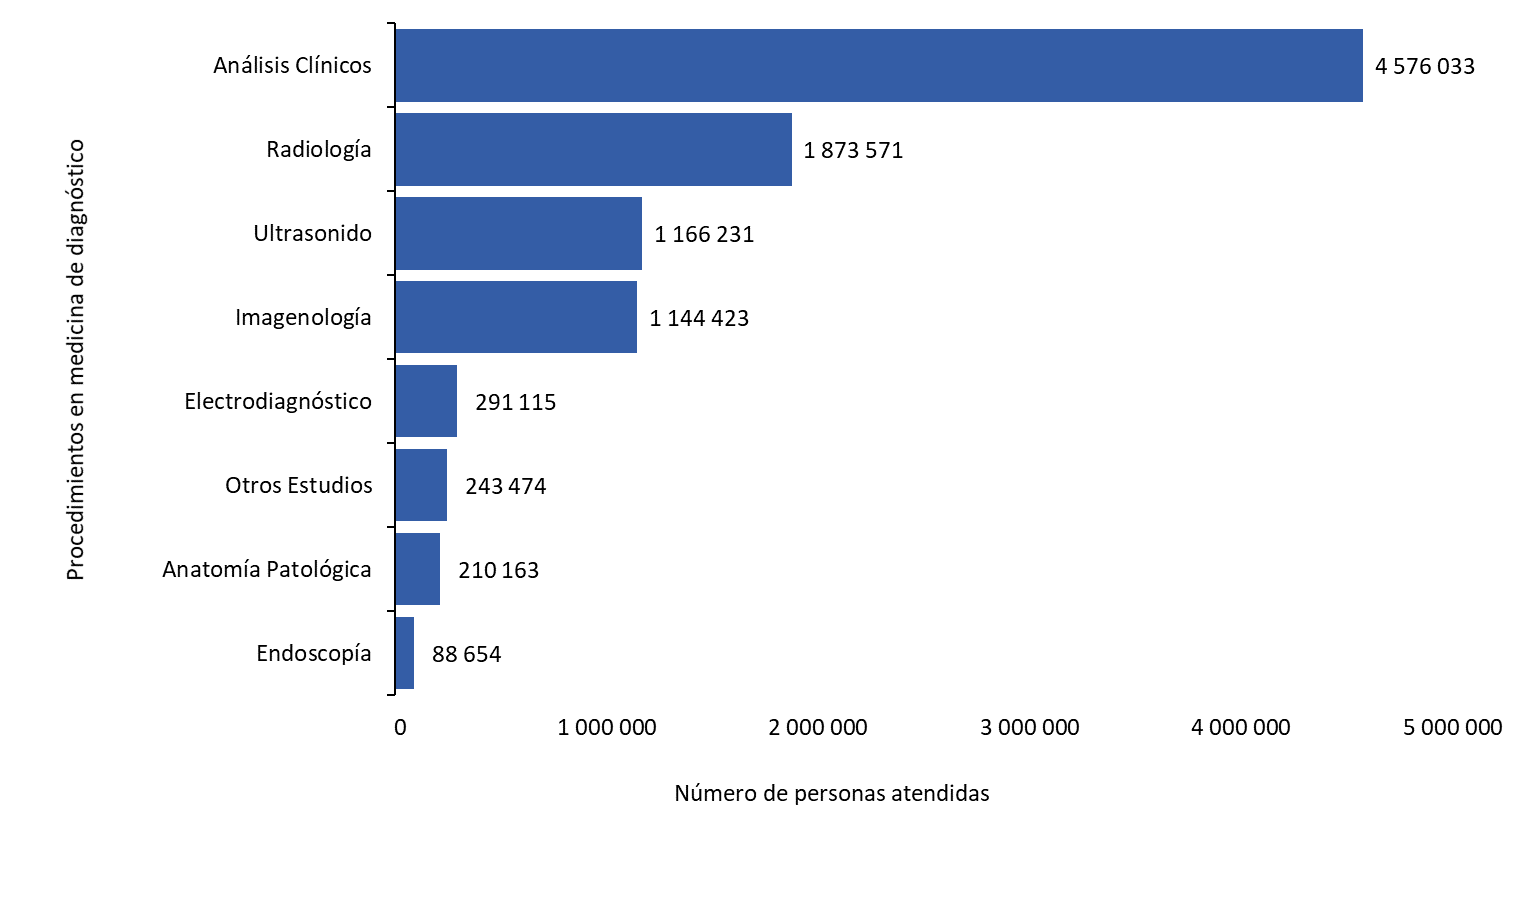 Procedimientos en medicina de diagnóstico
Análisis Clínicos 4 576 033
Radiología 1 873 571
Ultrasonido 1 166 231
Imagenología 1 144 423
Electrodiagnóstico 291 115
Otros Estudios 243 474
Anatomía Patológica 210 163
Endoscopía 88 654
0 1 000 000 2 000 000 3 000 000 4 000 000 5 000 000
Número de personas atendidas